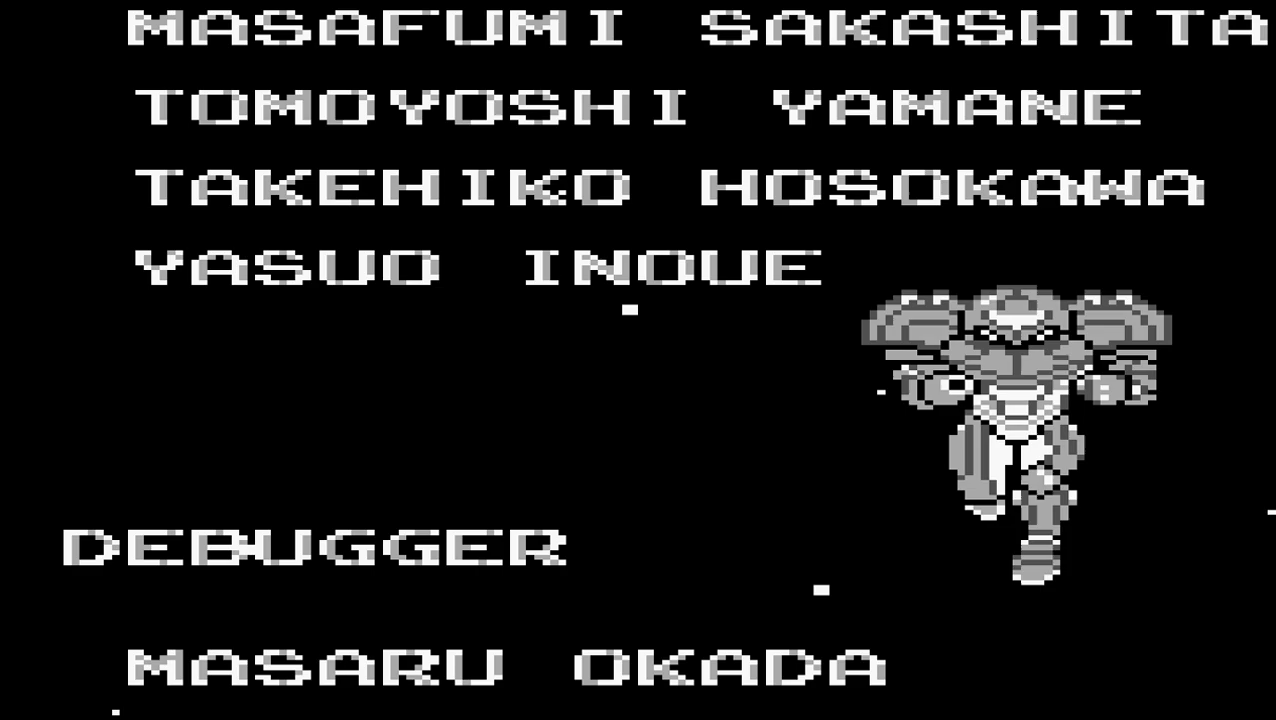 MASAFUMI SAKASHITA
TOMOYOSHI YAMANE
TAKEHIKO HOSOKAWA
YASUO INOUE
DEBUGGER
MASARU OKADA